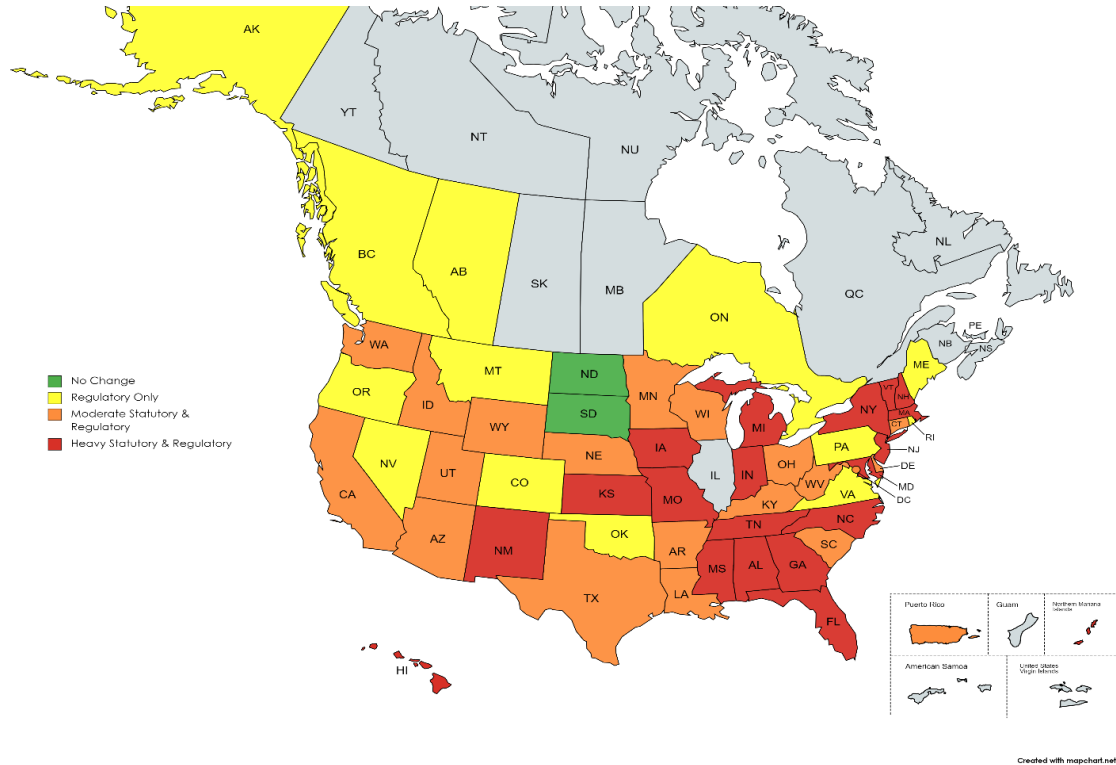 AK
YT
NT
NU
BC
AB
SK
MB
ON
QC
NL
PE
NB
NS
ME
WA
OR
MT
ID
ND
SD
MN
WI
MI
NY
VT
NH
MA
CT
RI
NJ
PA
WY
NV
UT
CO
NE
IA
IL
IN
OH
WV
VA
DE
MD
DC
CA
AZ
NM
KS
MO
KY
TN
NC
SC
OK
AR
TX
LA
MS
AL
GA
FL
HI
No Change
Regulatory Only
Moderate Statutory &
Regulatory
Heavy Statutory & Regulatory
Puerto Rico
Guam
Northern Mariana
Islands
American Samoa
United States
Virgin Islands
Created with mapchart.net